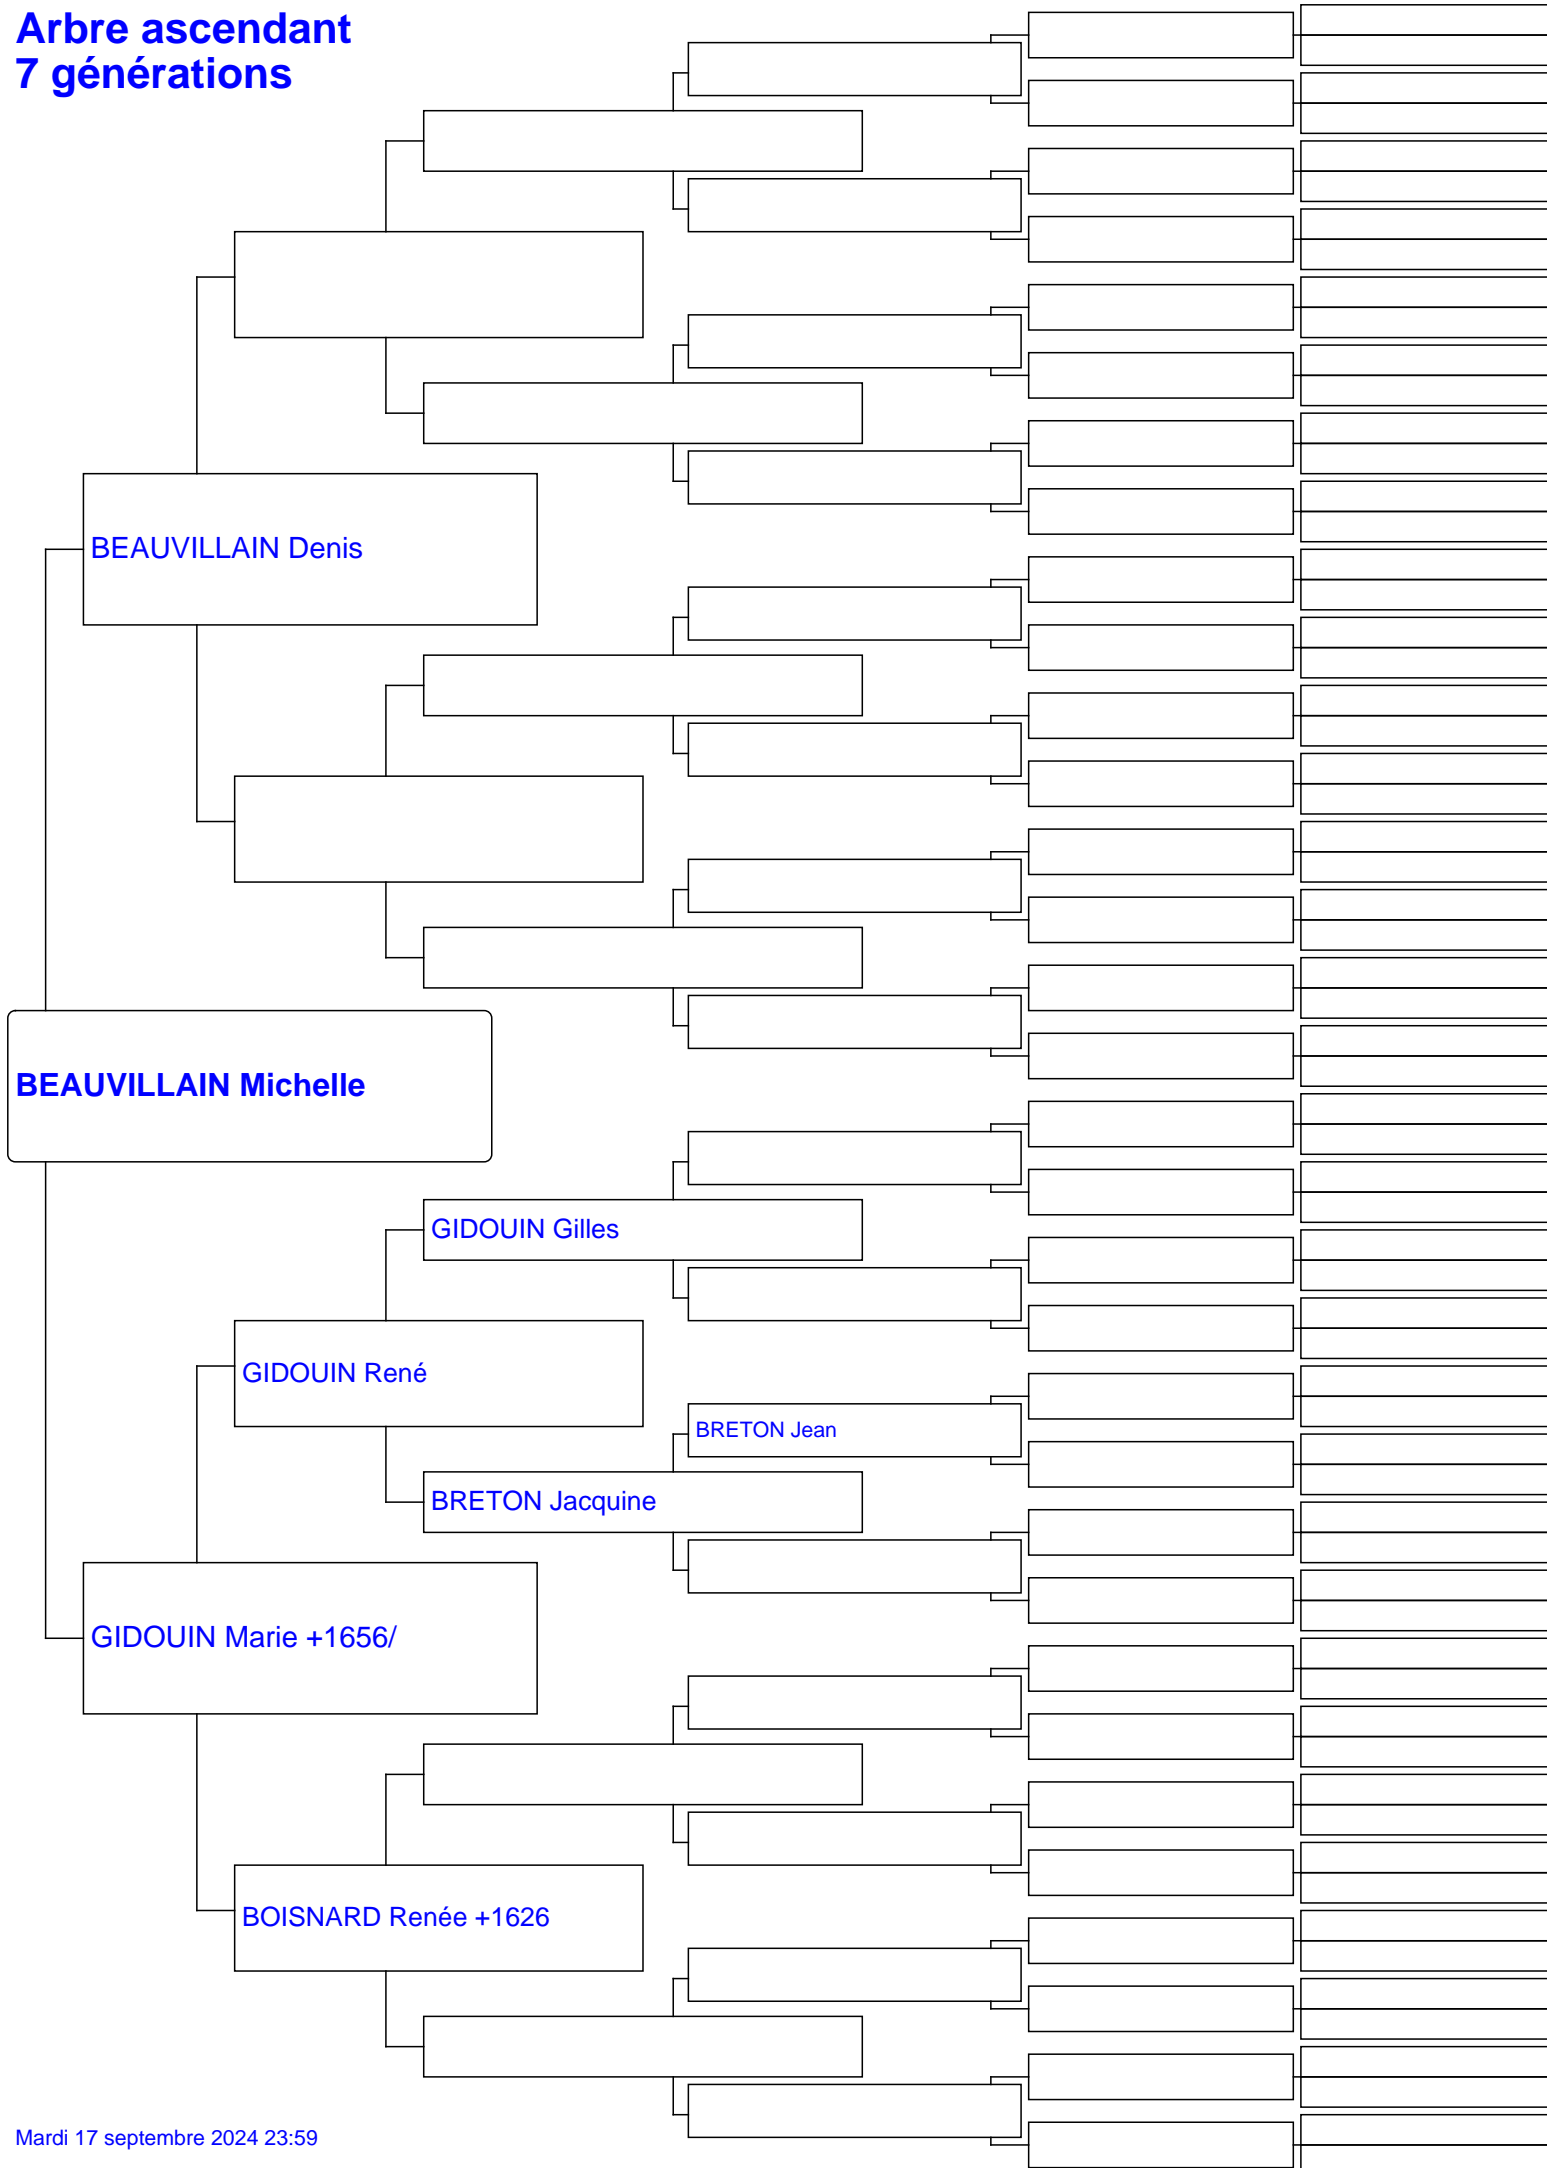 Arbre ascendant
7 générations
BEAUVILLAIN Denis
BEAUVILLAIN Michelle
GIDOUIN Gilles
GIDOUIN René
BRETON Jean
BRETON Jacquine
GIDOUIN Marie +1656/
BOISNARD Renée +1626
Mardi 17 septembre 2024 23:59